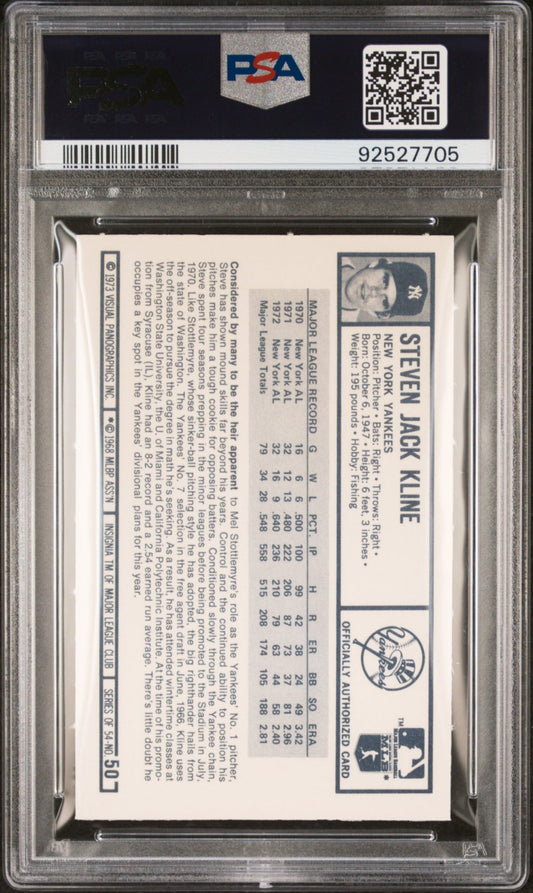 PSA
PSA
92527705
STEVEN JACK KLINE
NEW YORK YANKEES
Position: Pitcher • Bats: Right • Throws: Right •
Born: October 6, 1947 • Height: 6 feet, 3 inches •
Weight: 195 pounds • Hobby: Fishing
Yankees
TM
MAJOR LEAGUE BASEBALL
OFFICIALLY AUTHORIZED CARD
MAJOR LEAGUE RECORD G W L PCT. IP H R ER BB SO ERA
1970 New York AL 16 6 6 .500 100 99 42 38 24 49 3.42
1971 New York AL 32 12 13 .480 222 206 87 73 37 81 2.96
1972 New York AL 32 16 9 .640 236 210 79 63 44 58 2.40
Major League Totals 79 34 28 .548 558 515 208 174 105 188 2.81
Considered by many to be the heir apparent to Mel Stottlemyre's role as the Yankees' No. 1 pitcher,
Steve has shown mound skills far beyond his years. Control and the continued ability to position his
pitches make him a tough cookie for opposing batters. Conditioned slowly through the Yankee chain,
Steve spent four seasons prepping in the minor leagues before being promoted to the Stadium in July,
1970. Like Stottlemyre, whose sinker-ball pitching style he has adopted, the big righthander hails from
the state of Washington. The Yankees' No. 7 selection in the free agent draft in June, 1966, Kline uses
the off-season to pursue the degree in math he's seeking. As a result, he has attended wintertime classes at
Washington State University, the U. of Miami and California Polytechnic Institute. At the time of his promo-
tion from Syracuse (IL), Kline had an 8-2 record and a 2.54 earned run average. There's little doubt he
occupies a key spot in the Yankees divisional plans for this year.
© 1973 VISUAL PANOGRAPHICS INC. • © 1968 MLBP ASS'N INSIGNIA TM OF MAJOR LEAGUE CLUB SERIES OF 54-NO. 50